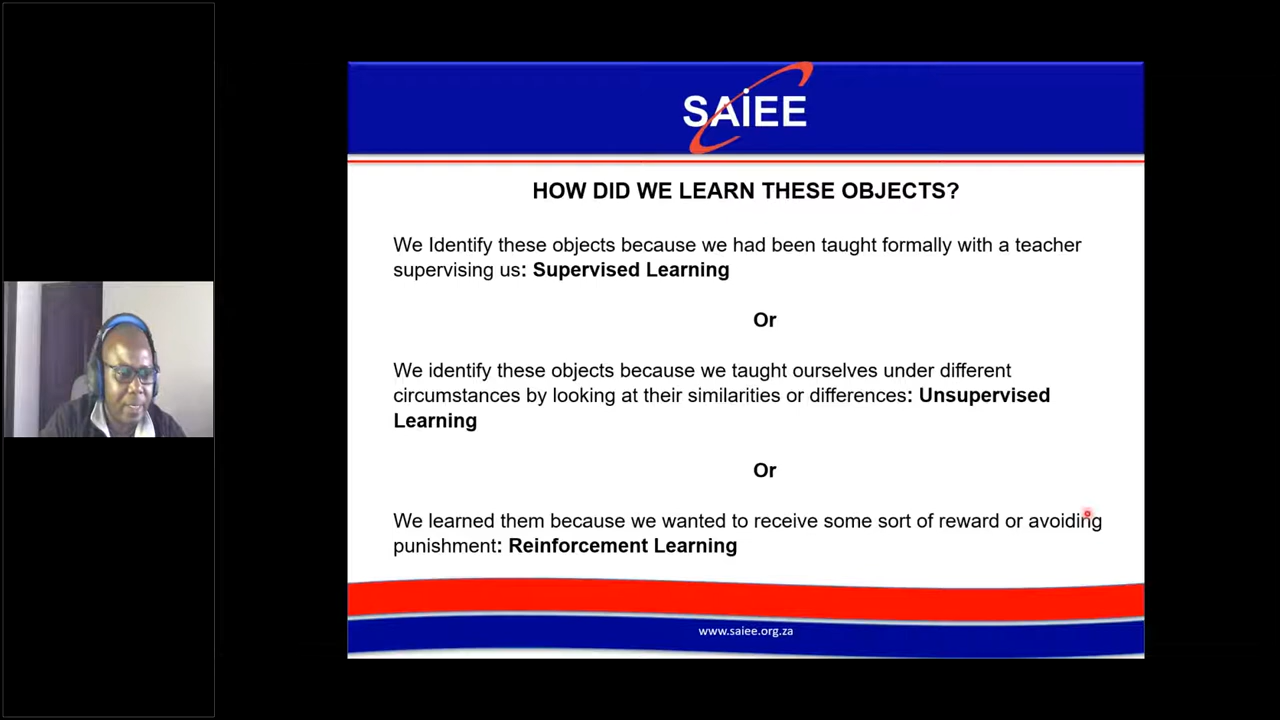 SAiEE
HOW DID WE LEARN THESE OBJECTS?
We Identify these objects because we had been taught formally with a teacher
supervising us: Supervised Learning
Or
We identify these objects because we taught ourselves under different
circumstances by looking at their similarities or differences: Unsupervised
Learning
Or
We learned them because we wanted to receive some sort of reward or avoiding
punishment: Reinforcement Learning
www.saiee.org.za